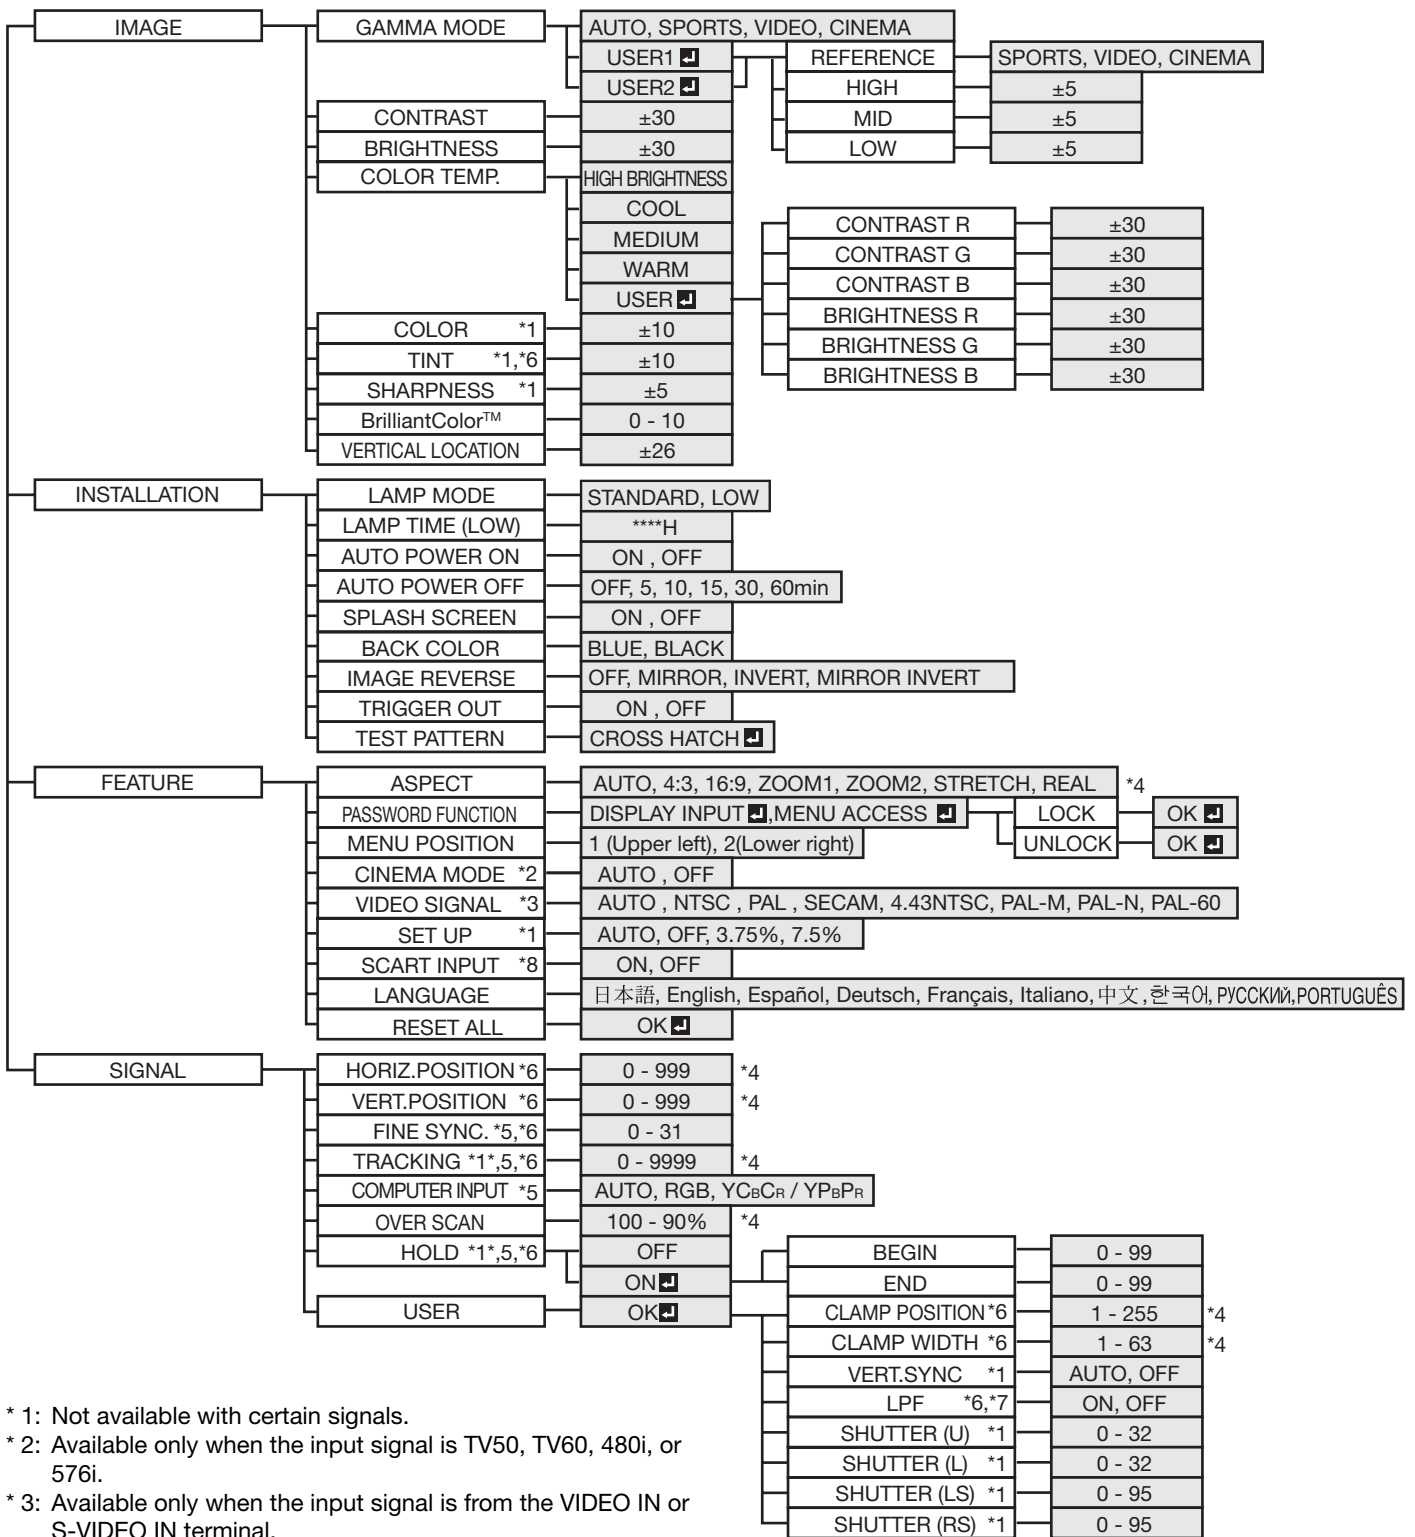 IMAGE GAMMA MODE AUTO, SPORTS, VIDEO, CINEMA
USER1 REFERENCE SPORTS, VIDEO, CINEMA
USER2 HIGH ±5
CONTRAST ±30 MID ±5
BRIGHTNESS ±30 LOW ±5
COLOR TEMP. HIGH BRIGHTNESS
COOL CONTRAST R ±30
MEDIUM CONTRAST G ±30
WARM CONTRAST B ±30
USER BRIGHTNESS R ±30
COLOR *1 ±10 BRIGHTNESS G ±30
TINT *1,*6 ±10 BRIGHTNESS B ±30
SHARPNESS *1 ±5
BrilliantColor™ 0 - 10
VERTICAL LOCATION ±26
INSTALLATION LAMP MODE STANDARD, LOW
LAMP TIME (LOW) ****H
AUTO POWER ON ON , OFF
AUTO POWER OFF OFF, 5, 10, 15, 30, 60min
SPLASH SCREEN ON , OFF
BACK COLOR BLUE, BLACK
IMAGE REVERSE OFF, MIRROR, INVERT, MIRROR INVERT
TRIGGER OUT ON , OFF
TEST PATTERN CROSS HATCH
FEATURE ASPECT AUTO, 4:3, 16:9, ZOOM1, ZOOM2, STRETCH, REAL *4
PASSWORD FUNCTION DISPLAY INPUT ,MENU ACCESS LOCK OK
MENU POSITION 1 (Upper left), 2(Lower right) UNLOCK OK
CINEMA MODE *2 AUTO , OFF
VIDEO SIGNAL *3 AUTO , NTSC , PAL , SECAM, 4.43NTSC, PAL-M, PAL-N, PAL-60
SET UP *1 AUTO, OFF, 3.75%, 7.5%
SCART INPUT *8 ON, OFF
LANGUAGE 日本語, English, Español, Deutsch, Français, Italiano, 中文, 한국어, РУССКИй, PORTUGUÊS
RESET ALL OK
SIGNAL HORIZ.POSITION *6 0 - 999 *4
VERT.POSITION *6 0 - 999 *4
FINE SYNC. *5,*6 0 - 31
TRACKING *1*,5,*6 0 - 9999 *4
COMPUTER INPUT *5 AUTO, RGB, YCBCR / YPBPR
OVER SCAN 100 - 90% *4
HOLD *1*,5,*6 OFF BEGIN 0 - 99
ON END 0 - 99
USER OK CLAMP POSITION *6 1 - 255 *4
CLAMP WIDTH *6 1 - 63 *4
VERT.SYNC *1 AUTO, OFF
LPF *6,*7 ON, OFF
SHUTTER (U) *1 0 - 32
SHUTTER (L) *1 0 - 32
SHUTTER (LS) *1 0 - 95
SHUTTER (RS) *1 0 - 95
* 1: Not available with certain signals.
* 2: Available only when the input signal is TV50, TV60, 480i, or
576i.
* 3: Available only when the input signal is from the VIDEO IN or
S-VIDEO IN terminal.